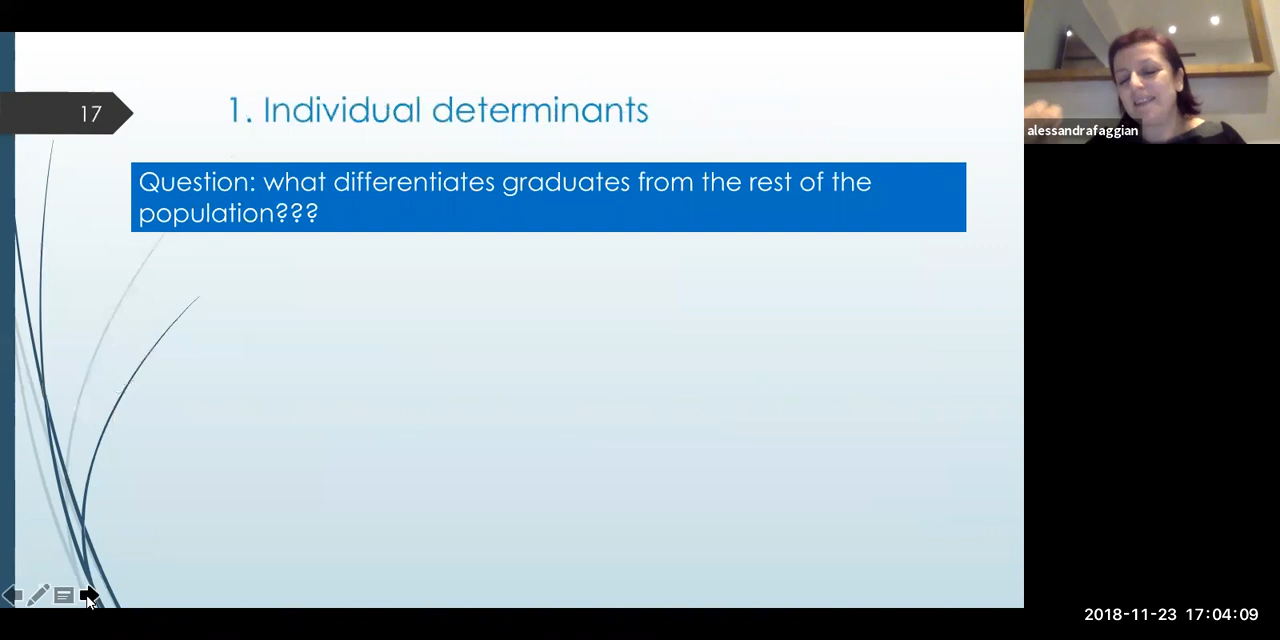 17
1. Individual determinants
Question: what differentiates graduates from the rest of the
population???
alessandrafaggian
2018-11-23 17:04:09